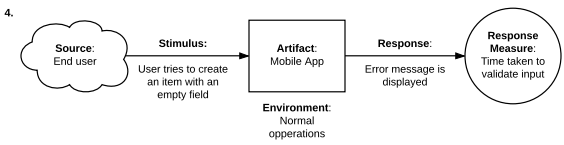 4.
Source:
End user
Stimulus:
User tries to create
an item with an
empty field
Artifact:
Mobile App
Environment:
Normal
opperations
Response:
Error message is
displayed
Response
Measure:
Time taken to
validate input